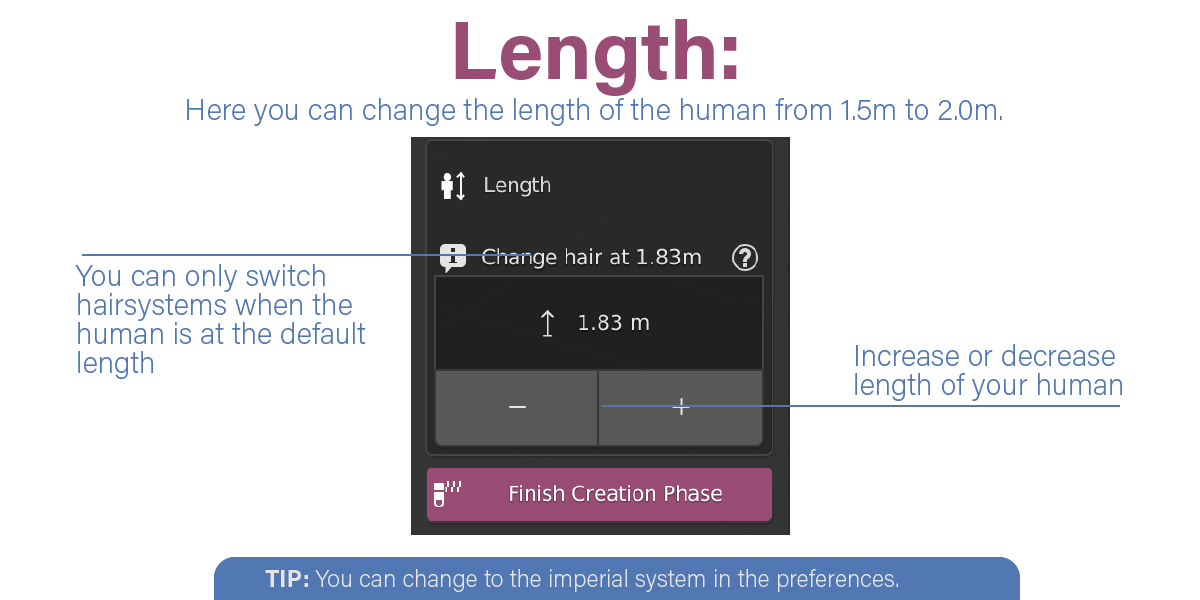 Length:
Here you can change the length of the human from 1.5m to 2.0m.
Length
Change hair at 1.83m
You can only switch
hairsystems when the
human is at the default
length
1.83 m
Increase or decrease
length of your human
− +
Finish Creation Phase
TIP: You can change to the imperial system in the preferences.